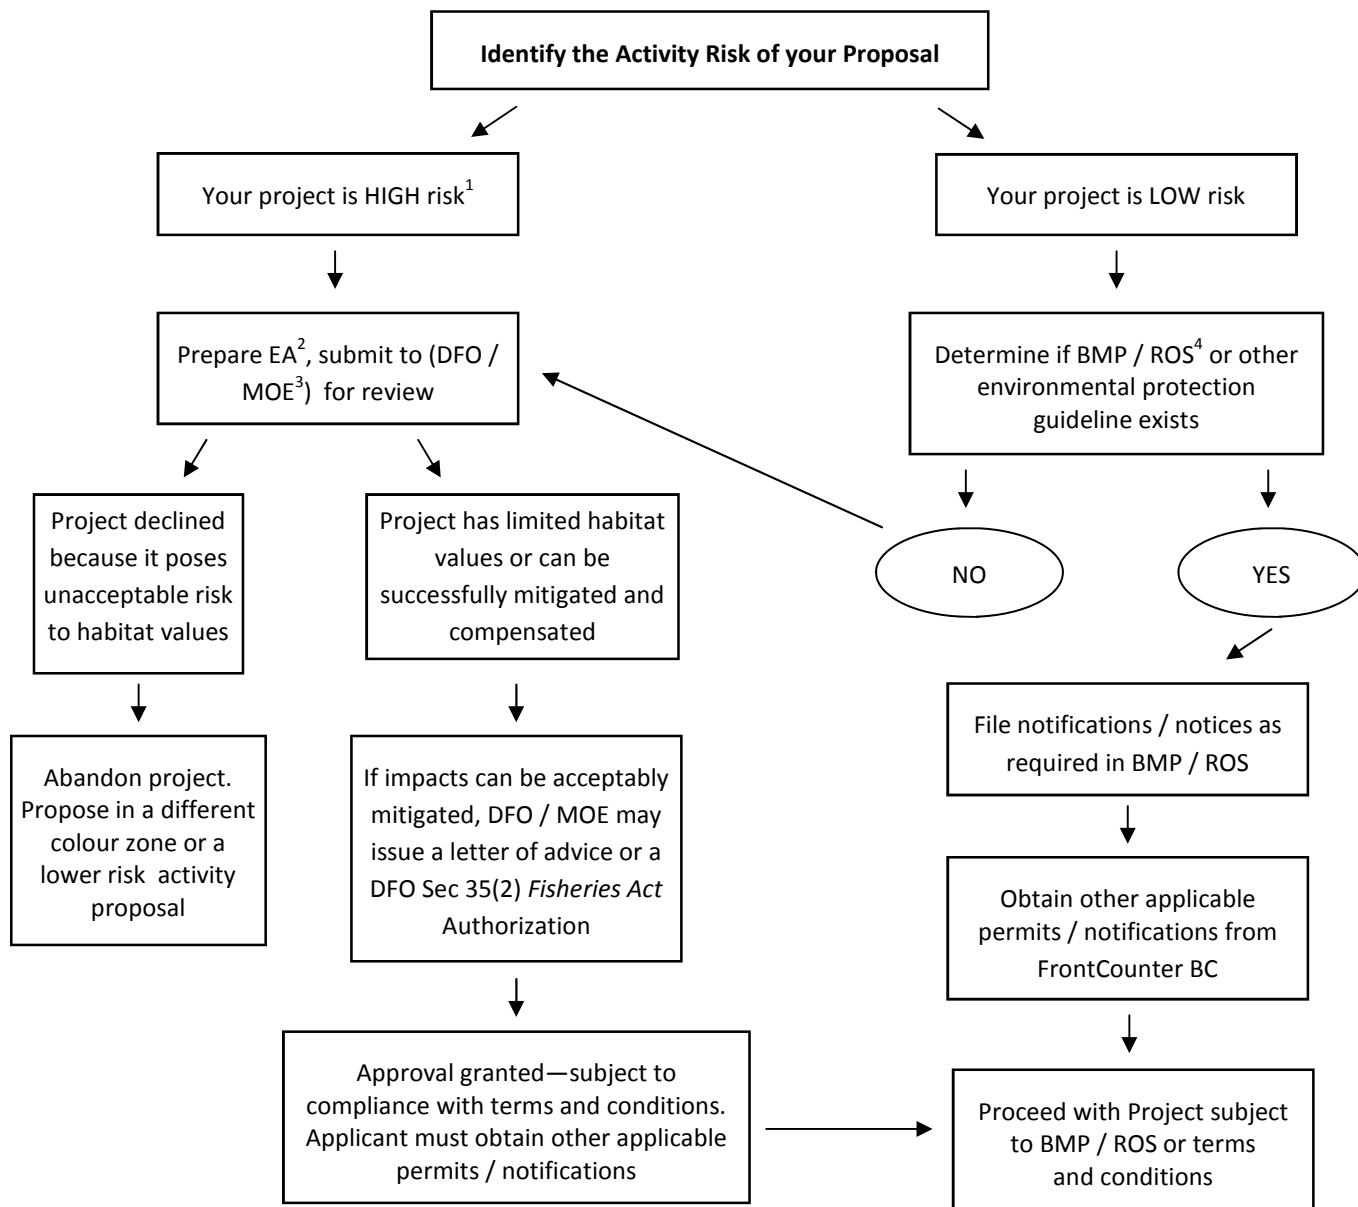 Identify the Activity Risk of your Proposal
Your project is HIGH risk1
Your project is LOW risk
Prepare EA2, submit to (DFO /
MOE3)  for review
Determine if BMP / ROS4 or other
environmental protection
guideline exists
Project declined
because it poses
unacceptable risk
to habitat values
Project has limited habitat
values or can be
successfully mitigated and
compensated
NO
YES
Abandon project.
Propose in a different
colour zone or a
lower risk  activity
proposal
If impacts can be acceptably
mitigated, DFO / MOE may
issue a letter of advice or a
DFO Sec 35(2) Fisheries Act
Authorization
File notifications / notices as
required in BMP / ROS
Obtain other applicable
permits / notifications from
FrontCounter BC
Approval granted—subject to
compliance with terms and conditions.
Applicant must obtain other applicable
permits / notifications
Proceed with Project subject
to BMP / ROS or terms
and conditions